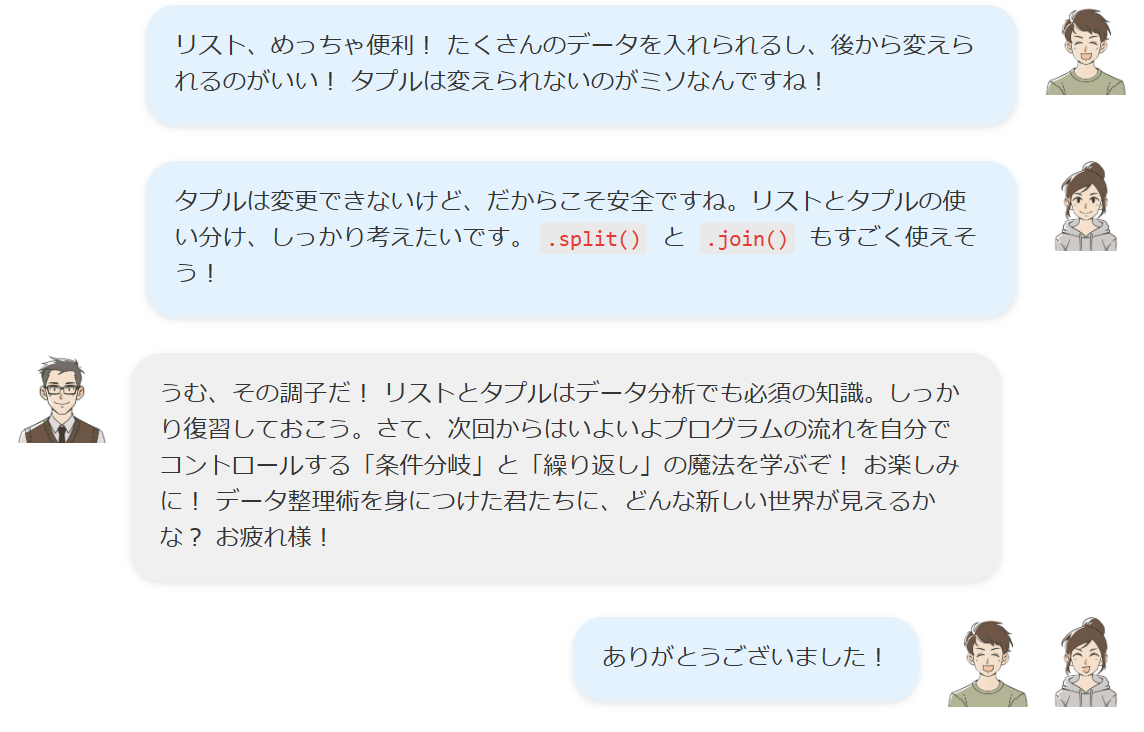 リスト、めっちゃ便利！ たくさんのデータを入れられるし、後から変えら
れるのがいい！ タプルは変えられないのがミソなんですね！
タプルは変更できないけど、だからこそ安全ですね。リストとタプルの使
い分け、しっかり考えたいです。 .split() と .join() もすごく使えそ
う！
うむ、その調子だ！ リストとタプルはデータ分析でも必須の知識。しっか
り復習しておこう。さて、次回からはいよいよプログラムの流れを自分で
コントロールする「条件分岐」と「繰り返し」の魔法を学ぶぞ！ お楽しみ
に！ データ整理術を身につけた君たちに、どんな新しい世界が見えるか
な？ お疲れ様！
ありがとうございました！